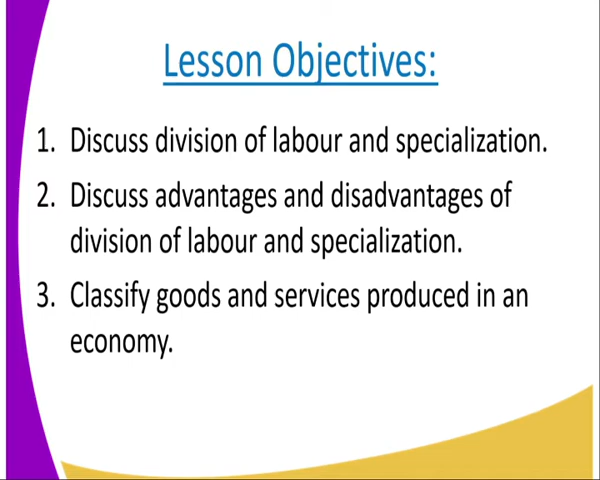 Lesson Objectives:
1. Discuss division of labour and specialization.
2. Discuss advantages and disadvantages of
division of labour and specialization.
3. Classify goods and services produced in an
economy.